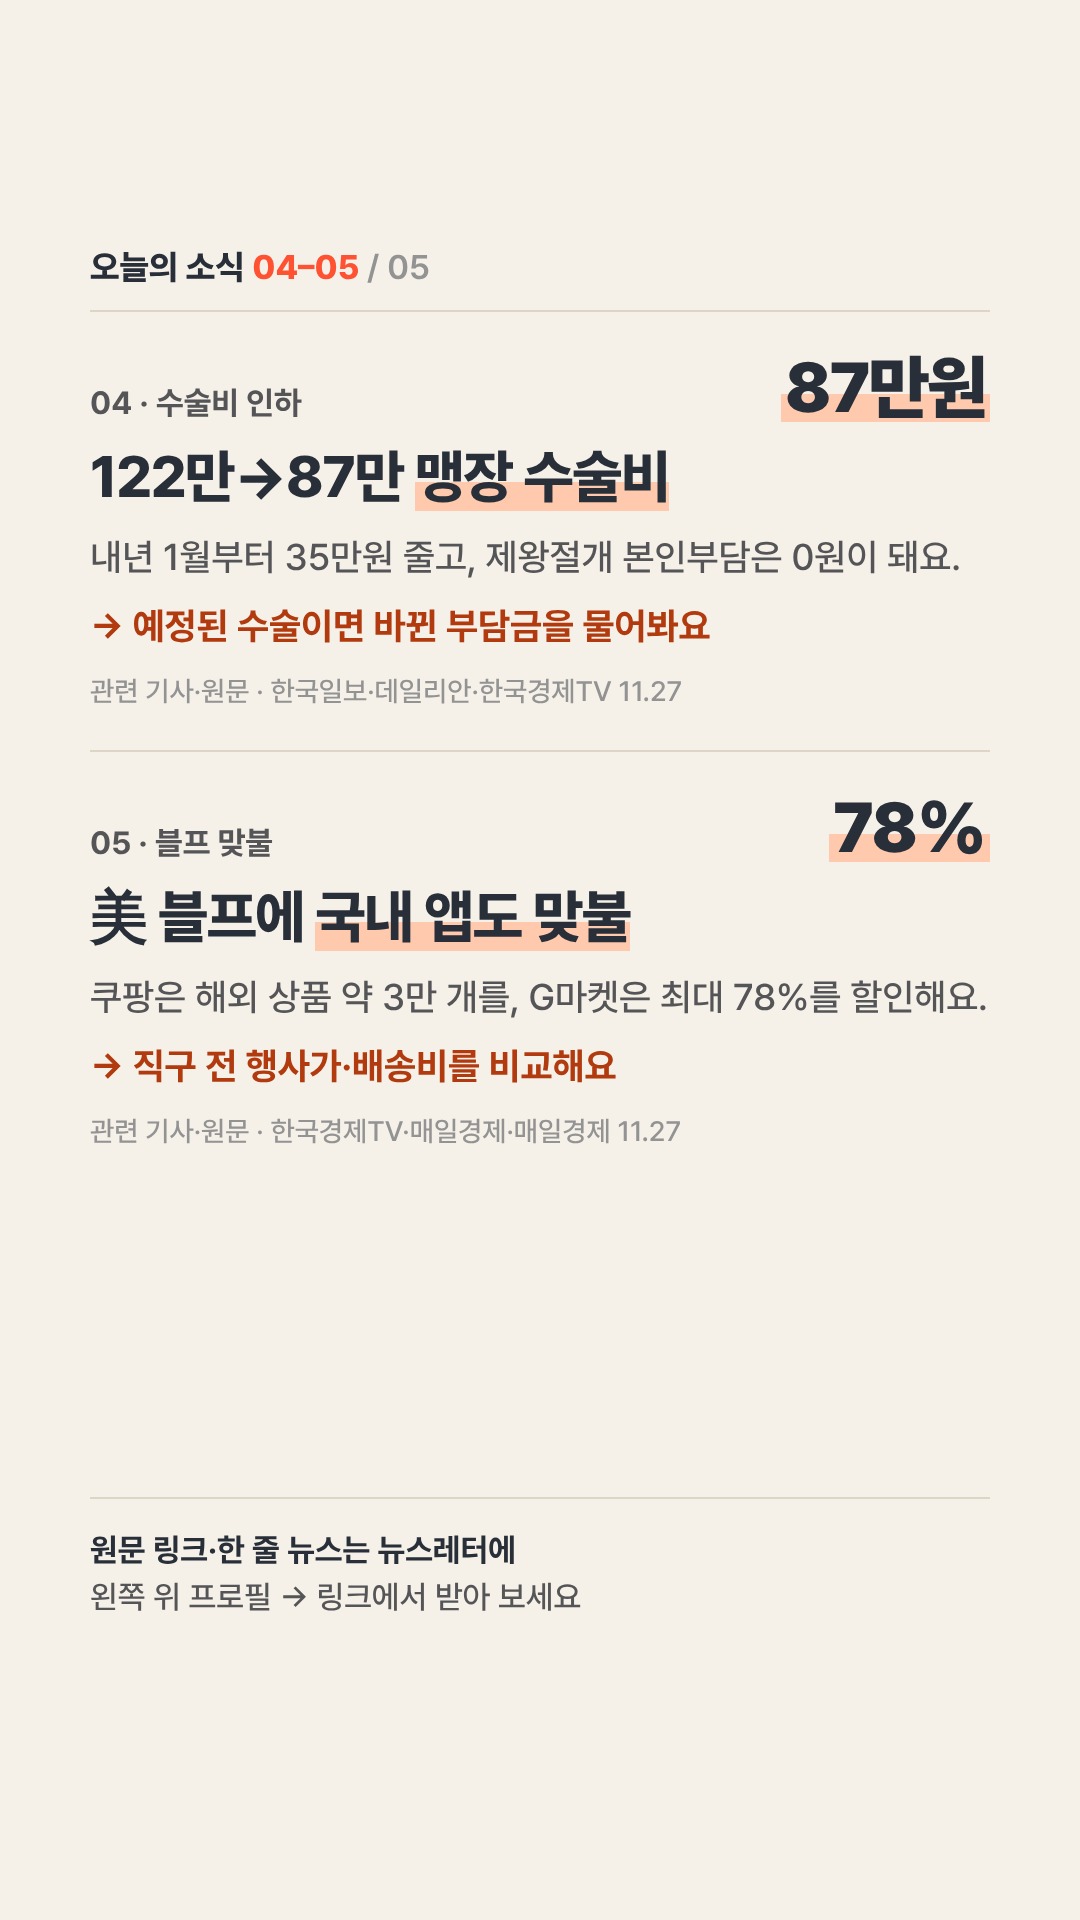 오늘의 소식 04–05 / 05
04 · 수술비 인하
87만원
122만→87만 맹장 수술비
내년 1월부터 35만원 줄고, 제왕절개 본인부담은 0원이 돼요.
→ 예정된 수술이면 바뀐 부담금을 물어봐요
관련 기사·원문 · 한국일보·데일리안·한국경제TV 11.27
05 · 블프 맞불
78%
美 블프에 국내 앱도 맞불
쿠팡은 해외 상품 약 3만 개를, G마켓은 최대 78%를 할인해요.
→ 직구 전 행사가·배송비를 비교해요
관련 기사·원문 · 한국경제TV·매일경제·매일경제 11.27
원문 링크·한 줄 뉴스는 뉴스레터에
왼쪽 위 프로필 → 링크에서 받아 보세요